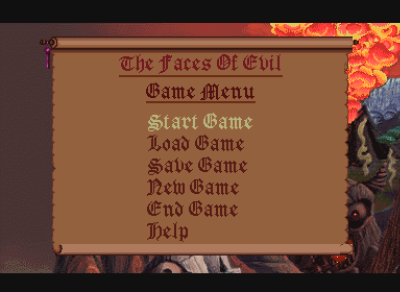 The Faces Of Evil
Game Menu
Start Game
Load Game
Save Game
New Game
End Game
Help